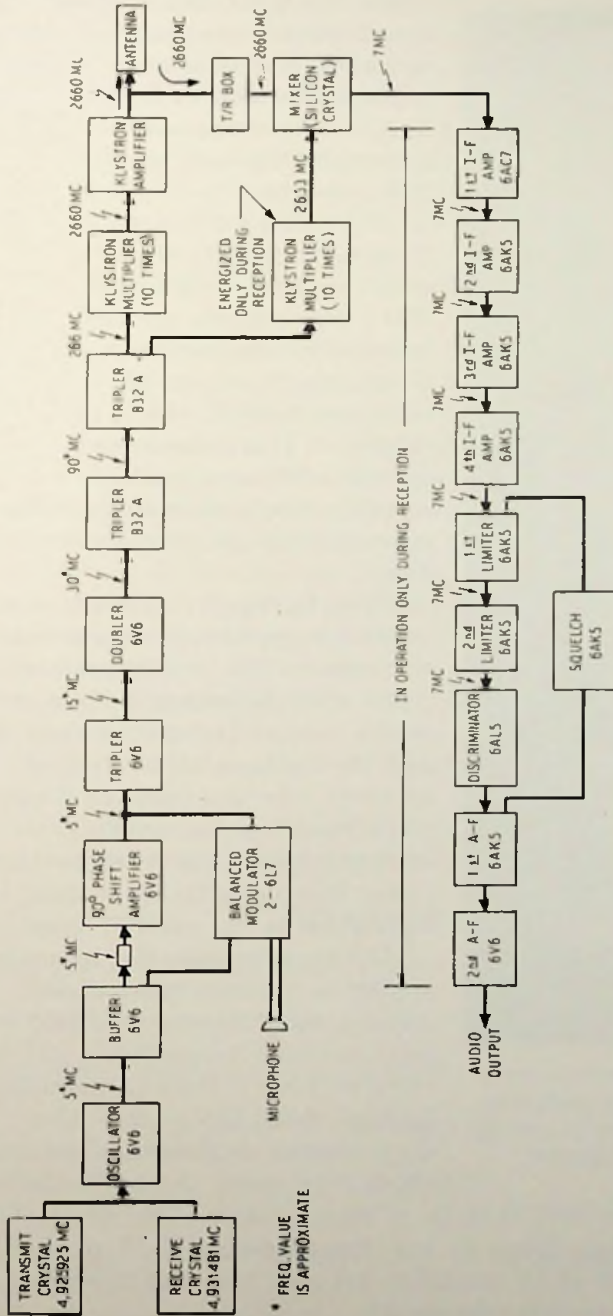 TRANSMIT
CRYSTAL
4,925925 MC
RECEIVE
CRYSTAL
4,931481 MC
* FREQ. VALUE
IS APPROXIMATE
5*MC
OSCILLATOR
6V6
BUFFER
6V6
5*MC
90° PHASE
SHIFT
AMPLIFIER
6V6
5*MC
BALANCED
MODULATOR
2-6L7
MICROPHONE
TRIPLER
6V6
15*MC
DOUBLER
6V6
30*MC
TRIPLER
832 A
90*MC
TRIPLER
832 A
266 MC
KLYSTRON
MULTIPLIER
(10 TIMES)
2660 MC
KLYSTRON
AMPLIFIER
2660 MC
ANTENNA
T/R BOX
2660 MC
MIXER
(SILICON
CRYSTAL)
2653 MC
ENERGIZED
ONLY DURING
RECEPTION
KLYSTRON
MULTIPLIER
(10 TIMES)
7MC
IN OPERATION ONLY DURING RECEPTION
1st I-F
AMP
6AC7
7MC
2nd I-F
AMP
6AK5
7MC
3rd I-F
AMP
6AK5
7MC
4th I-F
AMP
6AK5
7MC
1st
LIMITER
6AK5
7MC
2nd
LIMITER
6AK5
7MC
DISCRIMINATOR
6AL5
SQUELCH
6AK5
1st A-F
6AK5
2nd A-F
6V6
AUDIO
OUTPUT